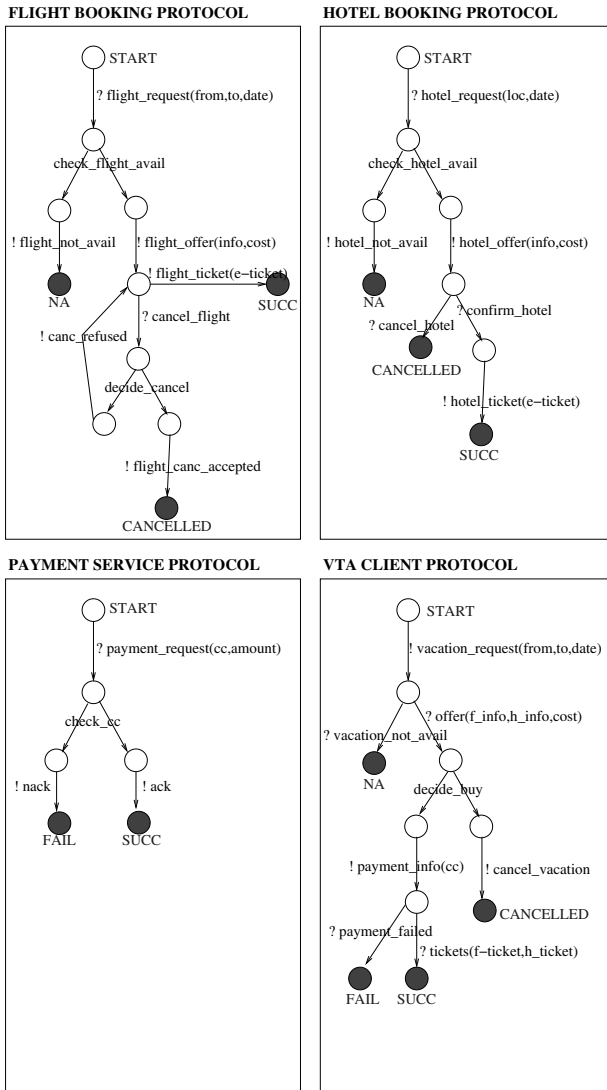 FLIGHT BOOKING PROTOCOL
START
? flight_request(from,to,date)
check_flight_avail
! flight_not_avail
! flight_offer(info,cost)
! flight_ticket(e−ticket)
NA
SUCC
? cancel_flight
! canc_refused
decide_cancel
! flight_canc_accepted
CANCELLED
HOTEL BOOKING PROTOCOL
START
? hotel_request(loc,date)
check_hotel_avail
! hotel_not_avail
! hotel_offer(info,cost)
NA
? confirm_hotel
? cancel_hotel
CANCELLED
! hotel_ticket(e−ticket)
SUCC
PAYMENT SERVICE PROTOCOL
START
? payment_request(cc,amount)
check_cc
! nack
! ack
FAIL
SUCC
VTA CLIENT PROTOCOL
START
! vacation_request(from,to,date)
? offer(f_info,h_info,cost)
? vacation_not_avail
NA
decide_buy
! payment_info(cc)
! cancel_vacation
CANCELLED
? payment_failed
? tickets(f−ticket,h_ticket)
FAIL
SUCC